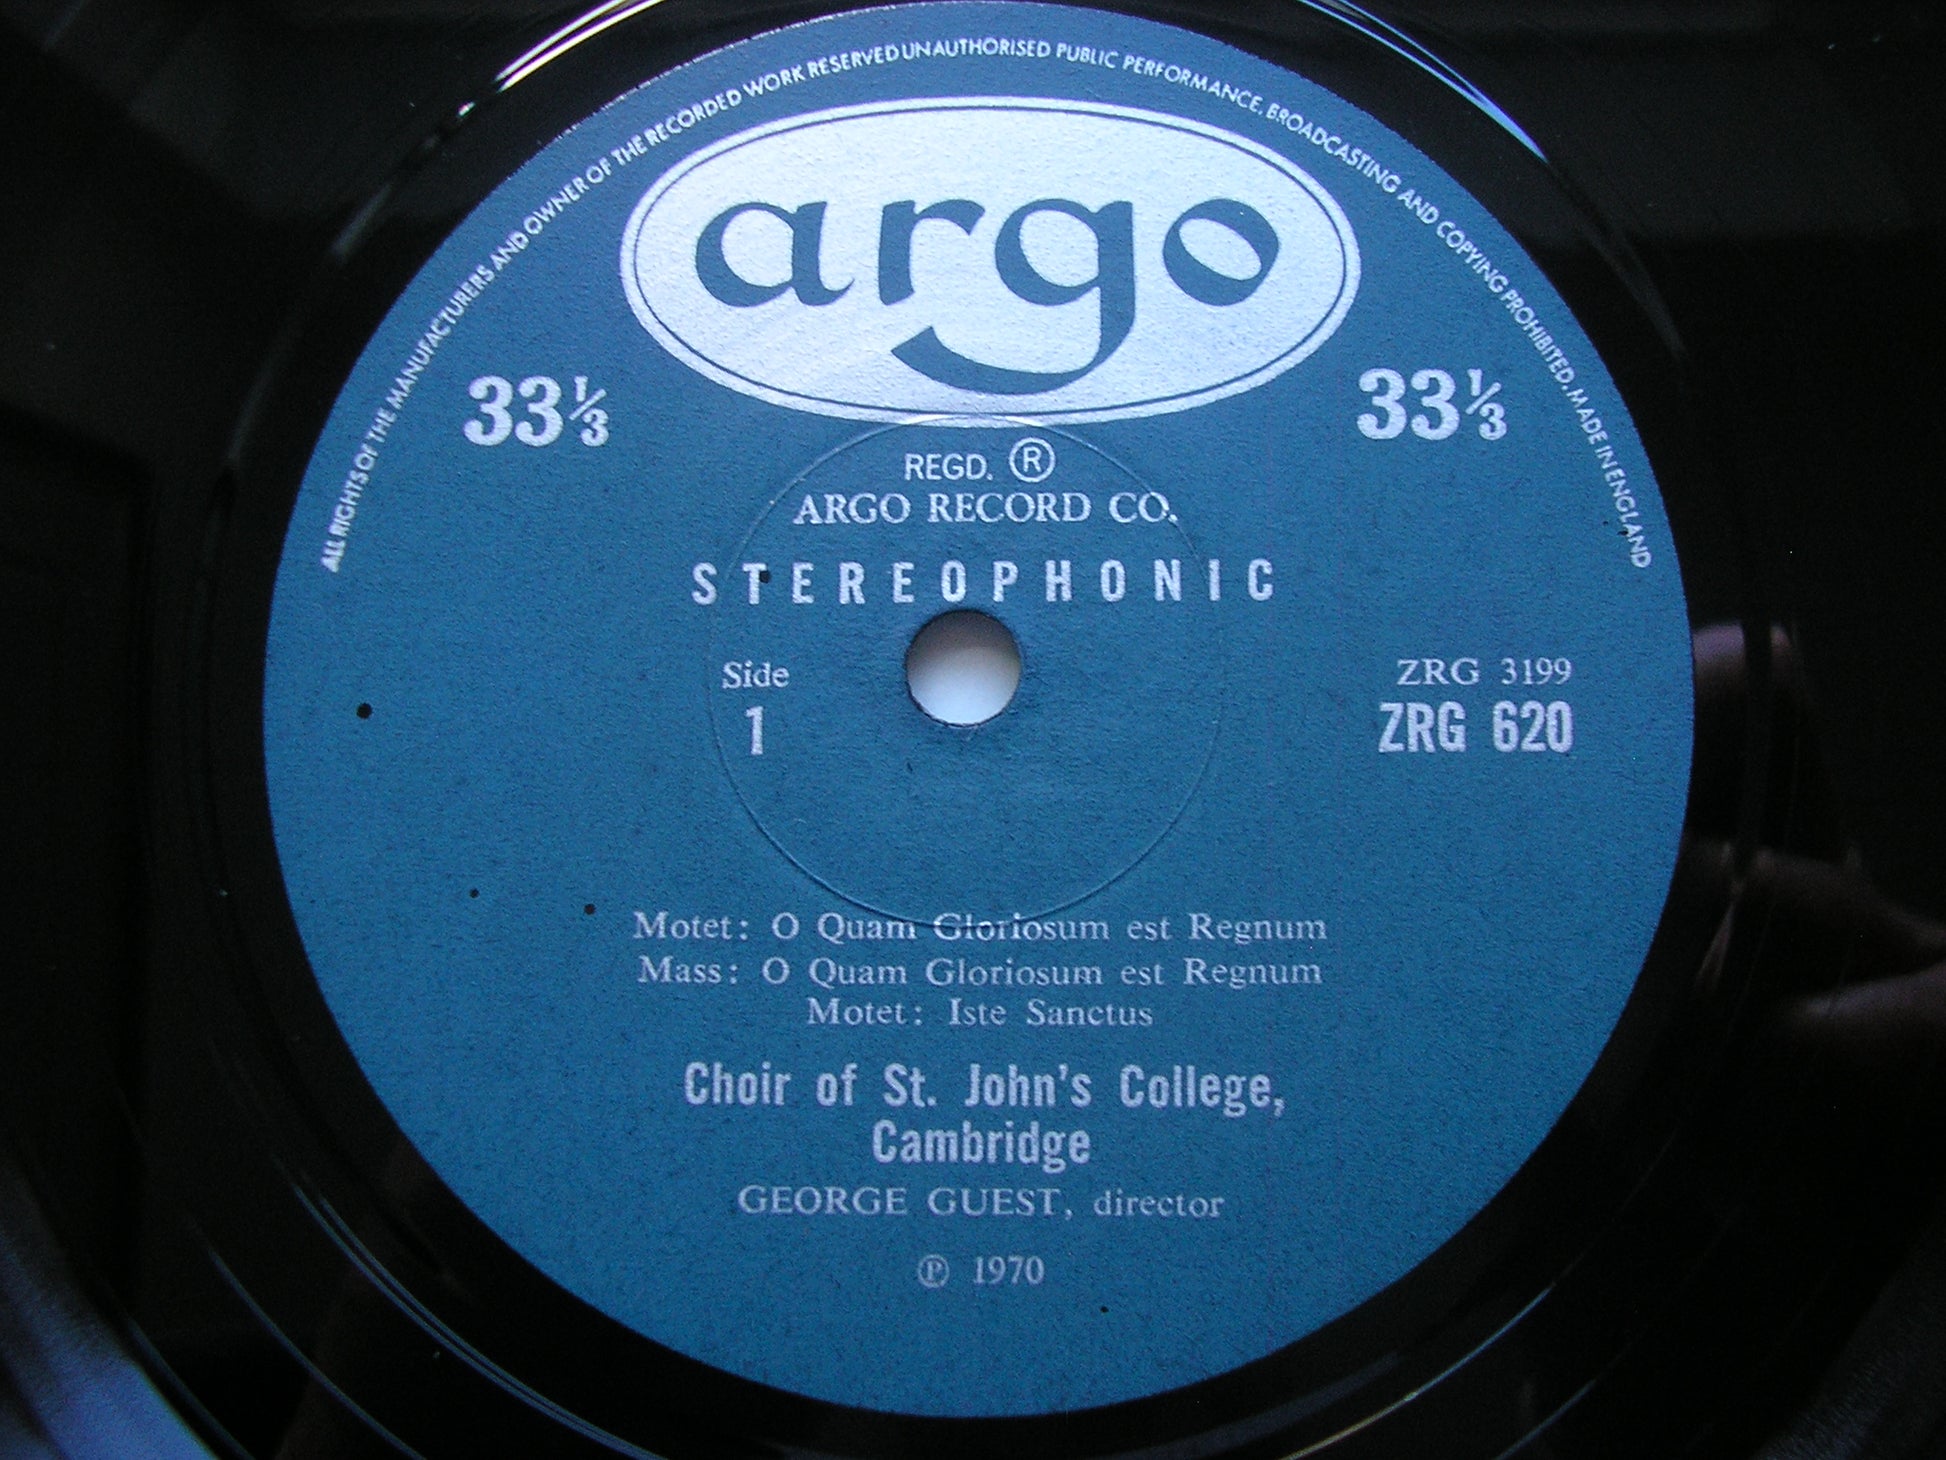 ALL RIGHTS OF THE MANUFACTURERS AND OWNER OF THE RECORDED WORK RESERVED UNAUTHORISED PUBLIC PERFORMANCE, BROADCASTING AND COPYING PROHIBITED. MADE IN ENGLAND
argo
33⅓ 33⅓
REGD. ®
ARGO RECORD CO.
STEREOPHONIC
Side
1
ZRG 3199
ZRG 620
Motet: O Quam Gloriosum est Regnum
Mass: O Quam Gloriosum est Regnum
Motet: Iste Sanctus
Choir of St. John's College,
Cambridge
GEORGE GUEST, director
℗ 1970